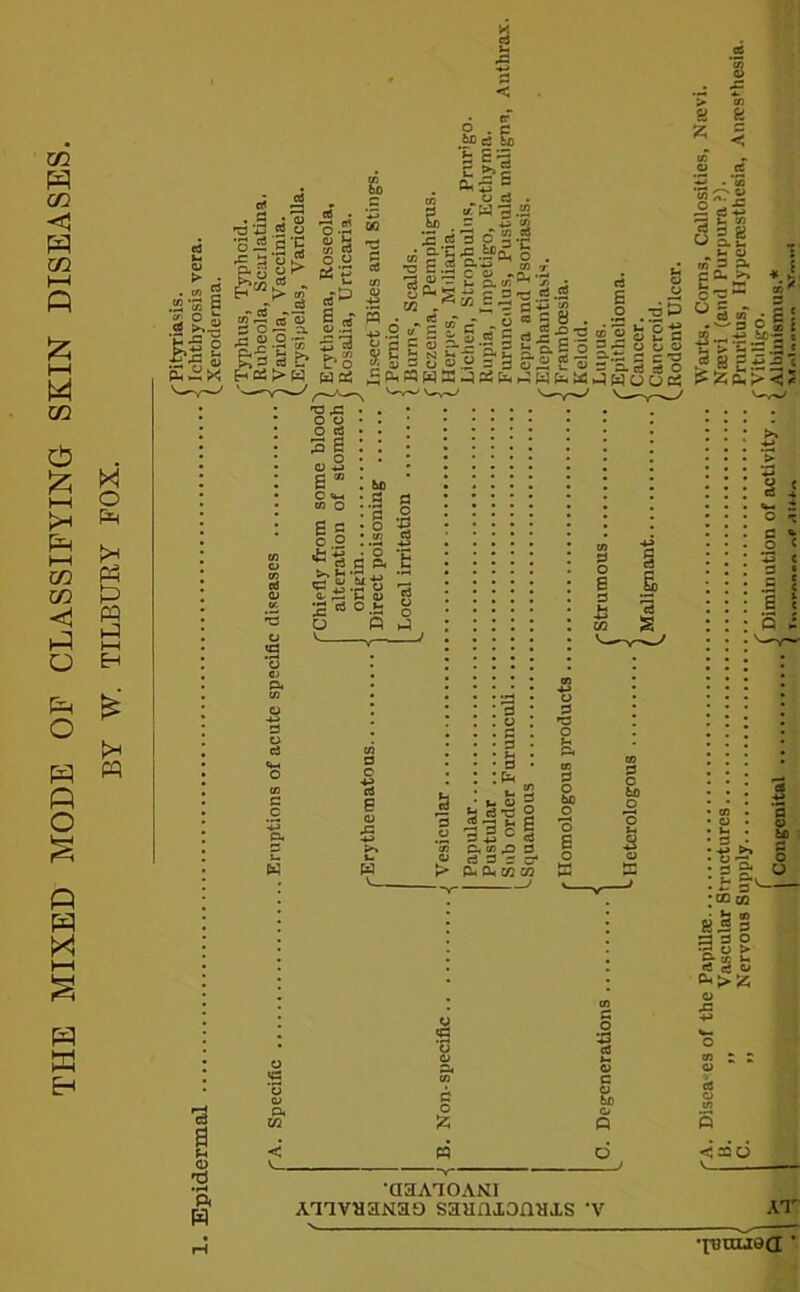 THE MIXED MODE OF CLASSIFYING SKIN DISEASES.
BY W. TILBURY FOX.
1. Epidermal
Pityriasis.
Ichthyosis vera.
Xeroderma.
A. STRUCTURES GENERALLY
INVOLVED.
A. Specific
Eruptions of acute specific diseases
Typhus, Typhoid.
Rubeola, Scarlatina.
Variola, Vaccinia.
Erysipelas, Varicella.
B. Non-specific
Erythematous
Chiefly from some blood
alteration of stomach
origin
Erythema, Roseola,
Rosalia, Urticaria.
Direct poisoning
Insect Bites and Stings.
Local irritation
Pernio.
Burns, Scalds.
Vesicular
Eczema, Pemphigus.
Herpes, Miliaria.
Papular
Lichen, Strophulus, Prurigo.
Pustular
Rupia, Impetigo, Ecthyma.
Sub order Furunculi
Furunculus, Pustula maligna, Anthrax.
Squamous
Lepra and Psoriasis.
C. Degenerations
Homologous products
Elephantiasis.
Framboesia.
Keloid.
Heterologous
Strumous
Lupus.
Malignant
Epithelioma.
Cancer.
Cancroid.
Rodent Ulcer.
Dermal.
A. Diseases of the Papillæ
Warts, Corns, Callosities, Nævi.
B. „ Vascular Structures
Nævi (and Purpura?).
C. „ Nervous Supply
Pruritus, Hyperæsthesia, Anæsthesia.
Congenital
Diminution of activity
Vitiligo.
Albinismus.*